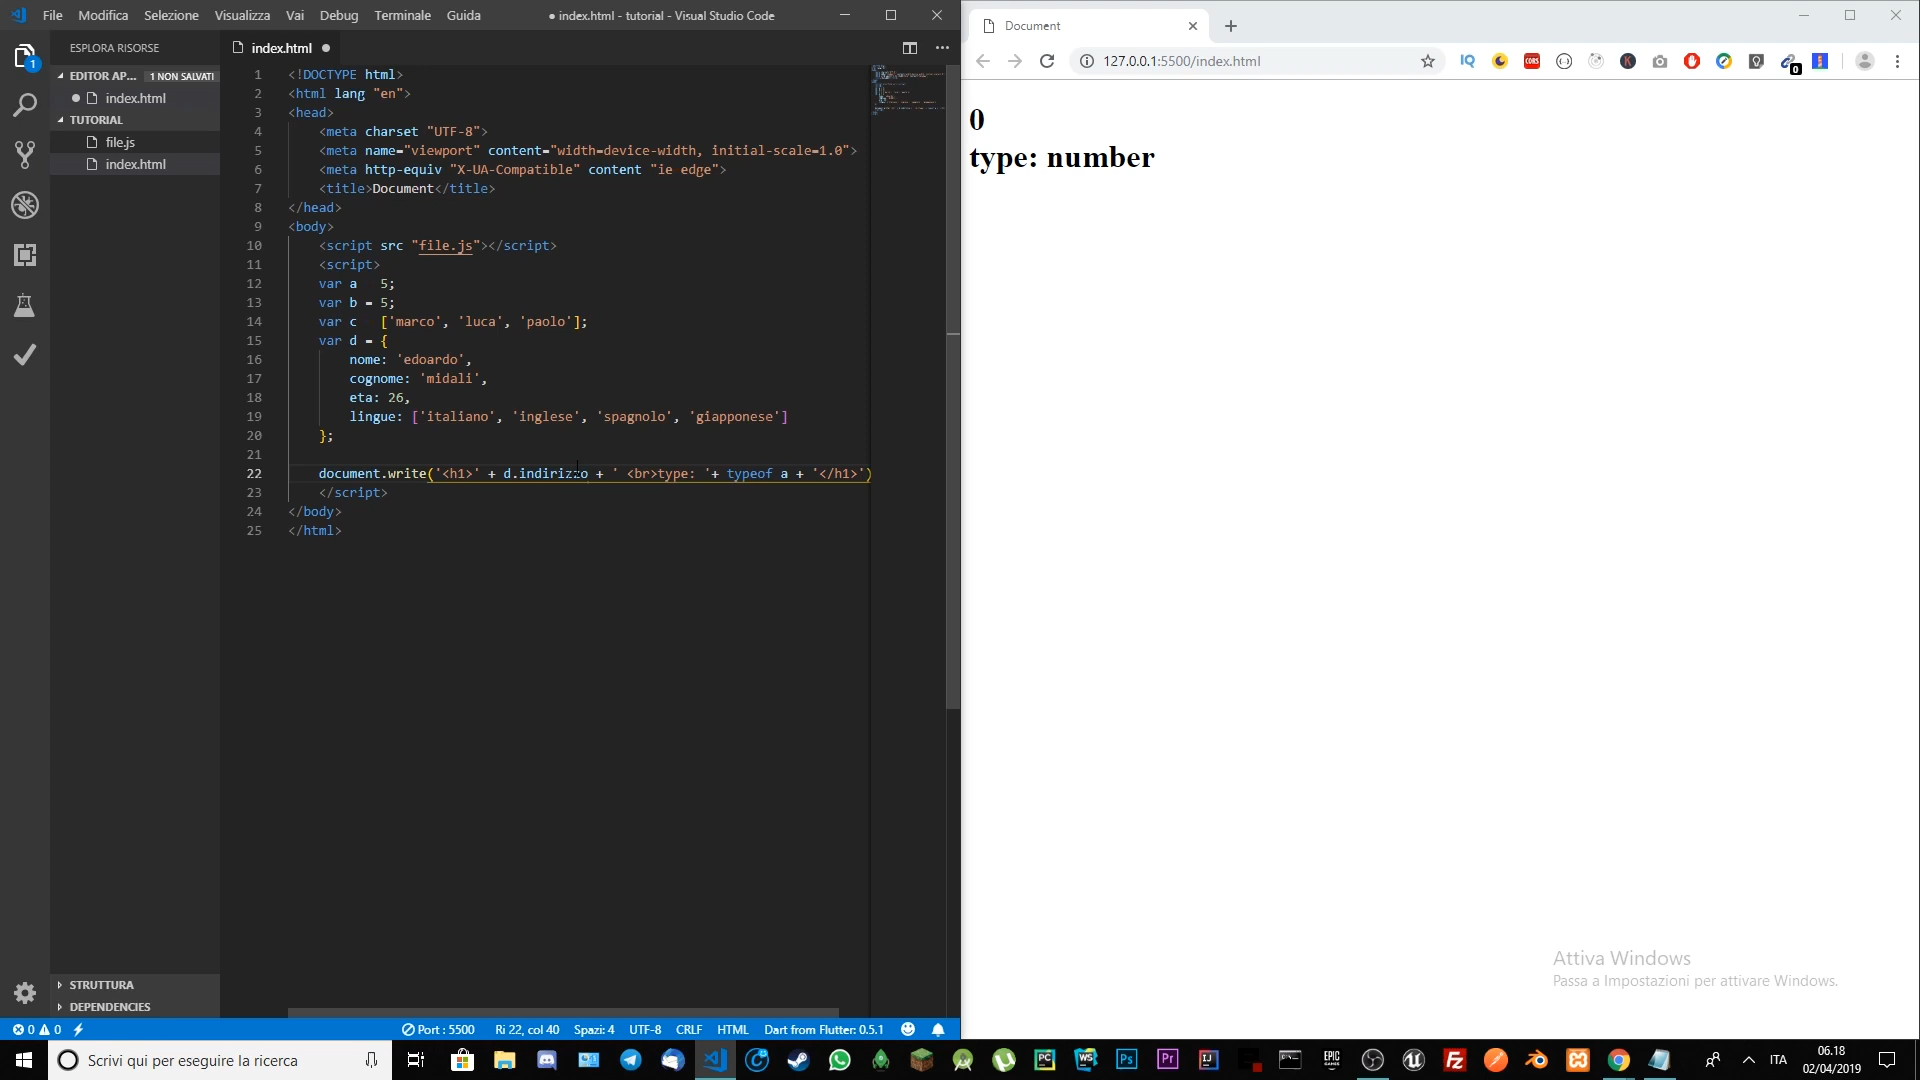 File Modifica Selezione Visualizza Vai Debug Terminale Guida ● index.html - tutorial - Visual Studio Code
ESPLORA RISORSE
EDITOR AP... 1 NON SALVATI
index.html
TUTORIAL
file.js
index.html
STRUTTURA
DEPENDENCIES
index.html
1 <!DOCTYPE html>
2 <html lang "en">
3 <head>
4 <meta charset "UTF-8">
5 <meta name="viewport" content="width=device-width, initial-scale=1.0">
6 <meta http-equiv "X-UA-Compatible" content "ie edge">
7 <title>Document</title>
8 </head>
9 <body>
10 <script src "file.js"></script>
11 <script>
12 var a 5;
13 var b = 5;
14 var c ['marco', 'luca', 'paolo'];
15 var d = {
16 nome: 'edoardo',
17 cognome: 'midali',
18 eta: 26,
19 lingue: ['italiano', 'inglese', 'spagnolo', 'giapponese']
20 };
21
22 document.write('<h1>' + d.indirizzo + ' <br>type: '+ typeof a + '</h1>')
23 </script>
24 </body>
25 </html>
0 0 Port : 5500 Ri 22, col 40 Spazi: 4 UTF-8 CRLF HTML Dart from Flutter: 0.5.1
Document
127.0.0.1:5500/index.html
0
type: number
Attiva Windows
Passa a Impostazioni per attivare Windows.
Scrivi qui per eseguire la ricerca
ITA
06.18
02/04/2019